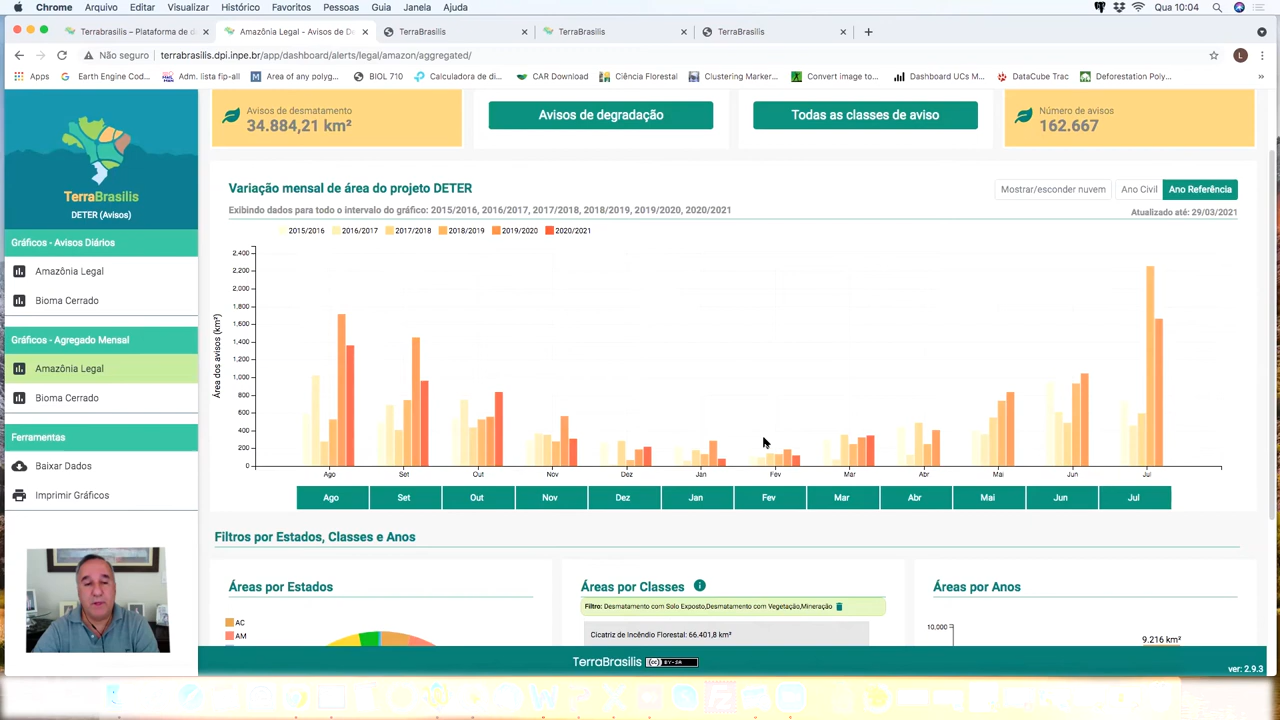 Chrome Arquivo Editar Visualizar Histórico Favoritos Pessoas Guia Janela Ajuda Qua 10:04
Terrabrasilis – Plataforma de d × Amazônia Legal - Avisos de De × TerraBrasilis × TerraBrasilis × TerraBrasilis × +
Não seguro terrabrasilis.dpi.inpe.br/app/dashboard/alerts/legal/amazon/aggregated/ L
Apps Earth Engine Cod... Adm. lista fip-all Area of any polyg... BIOL 710 Calculadora de di... CAR Download Ciência Florestal Clustering Marker... Convert image to... Dashboard UCs M... DataCube Trac Deforestation Poly... »
TerraBrasilis
DETER (Avisos)
Gráficos - Avisos Diários
Amazônia Legal
Bioma Cerrado
Gráficos - Agregado Mensal
Amazônia Legal
Bioma Cerrado
Ferramentas
Baixar Dados
Imprimir Gráficos
Avisos de desmatamento
34.884,21 km²
Avisos de degradação
Todas as classes de aviso
Número de avisos
162.667
Variação mensal de área do projeto DETER
Mostrar/esconder nuvem Ano Civil Ano Referência
Exibindo dados para todo o intervalo do gráfico: 2015/2016, 2016/2017, 2017/2018, 2018/2019, 2019/2020, 2020/2021
Atualizado até: 29/03/2021
2015/2016 2016/2017 2017/2018 2018/2019 2019/2020 2020/2021
Área dos avisos (km²)
2,400
2,200
2,000
1,800
1,600
1,400
1,200
1,000
800
600
400
200
0
Ago Set Out Nov Dez Jan Fev Mar Abr Mai Jun Jul
Ago Set Out Nov Dez Jan Fev Mar Abr Mai Jun Jul
Filtros por Estados, Classes e Anos
Áreas por Estados
AC
AM
Áreas por Classes
Filtro: Desmatamento com Solo Exposto,Desmatamento com Vegetação,Mineração
Cicatriz de Incêndio Florestal: 66.401,8 km²
Áreas por Anos
10,000
9.216 km²
TerraBrasilis CC BY-SA
ver: 2.9.3